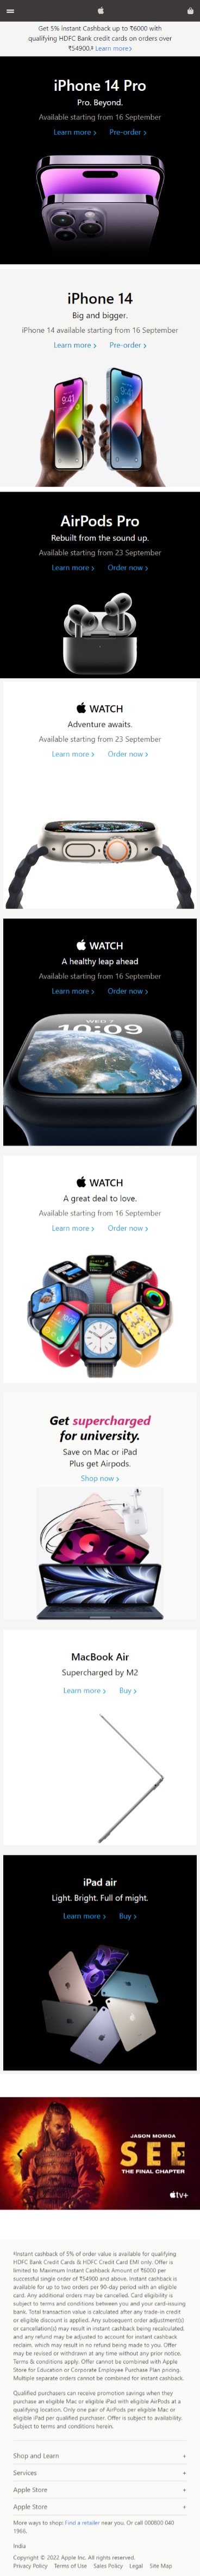 Get 5% instant Cashback up to ₹6000 with
qualifying HDFC Bank credit cards on orders over
₹54900.‡ Learn more>
iPhone 14 Pro
Pro. Beyond.
Available starting from 16 September
Learn more > Pre-order >
iPhone 14
Big and bigger.
iPhone 14 available starting from 16 September
Learn more > Pre-order >
9:41
AirPods Pro
Rebuilt from the sound up.
Available starting from 23 September
Learn more > Order now >
WATCH
Adventure awaits.
Available starting from 23 September
Learn more > Order now >
WATCH
A healthy leap ahead
Available starting from 16 September
Learn more > Order now >
WED 7
10:09
WATCH
A great deal to love.
Available starting from 16 September
Learn more > Order now >
Get supercharged
for university.
Save on Mac or iPad
Plus get Airpods.
Shop now >
MacBook Air
Supercharged by M2
Learn more > Buy >
iPad air
Light. Bright. Full of might.
Learn more > Buy >
JASON MOMOA
SEE
THE FINAL CHAPTER
tv+
‡Instant cashback of 5% of order value is available for qualifying
HDFC Bank Credit Cards & HDFC Credit Card EMI only. Offer is
limited to Maximum Instant Cashback Amount of ₹6000 per
successful single order of ₹54900 and above. Instant cashback is
available for up to two orders per 90-day period with an eligible
card. Any additional orders may be cancelled. Card eligibility is
subject to terms and conditions between you and your card-issuing
bank. Total transaction value is calculated after any trade-in credit
or eligible discount is applied. Any subsequent order adjustment(s)
or cancellation(s) may result in instant cashback being recalculated,
and any refund may be adjusted to account for instant cashback
reclaim, which may result in no refund being made to you. Offer
may be revised or withdrawn at any time without any prior notice.
Terms & conditions apply. Offer cannot be combined with Apple
Store for Education or Corporate Employee Purchase Plan pricing.
Multiple separate orders cannot be combined for instant cashback.
Qualified purchasers can receive promotion savings when they
purchase an eligible Mac or eligible iPad with eligible AirPods at a
qualifying location. Only one pair of AirPods per eligible Mac or
eligible iPad per qualified purchaser. Offer is subject to availability.
Subject to terms and conditions herein.
Shop and Learn +
Services +
Apple Store +
Apple Store +
More ways to shop: Find a retailer near you. Or call 000800 040
1966.
India
Copyright © 2022 Apple Inc. All rights reserved.
Privacy Policy Terms of Use Sales Policy Legal Site Map